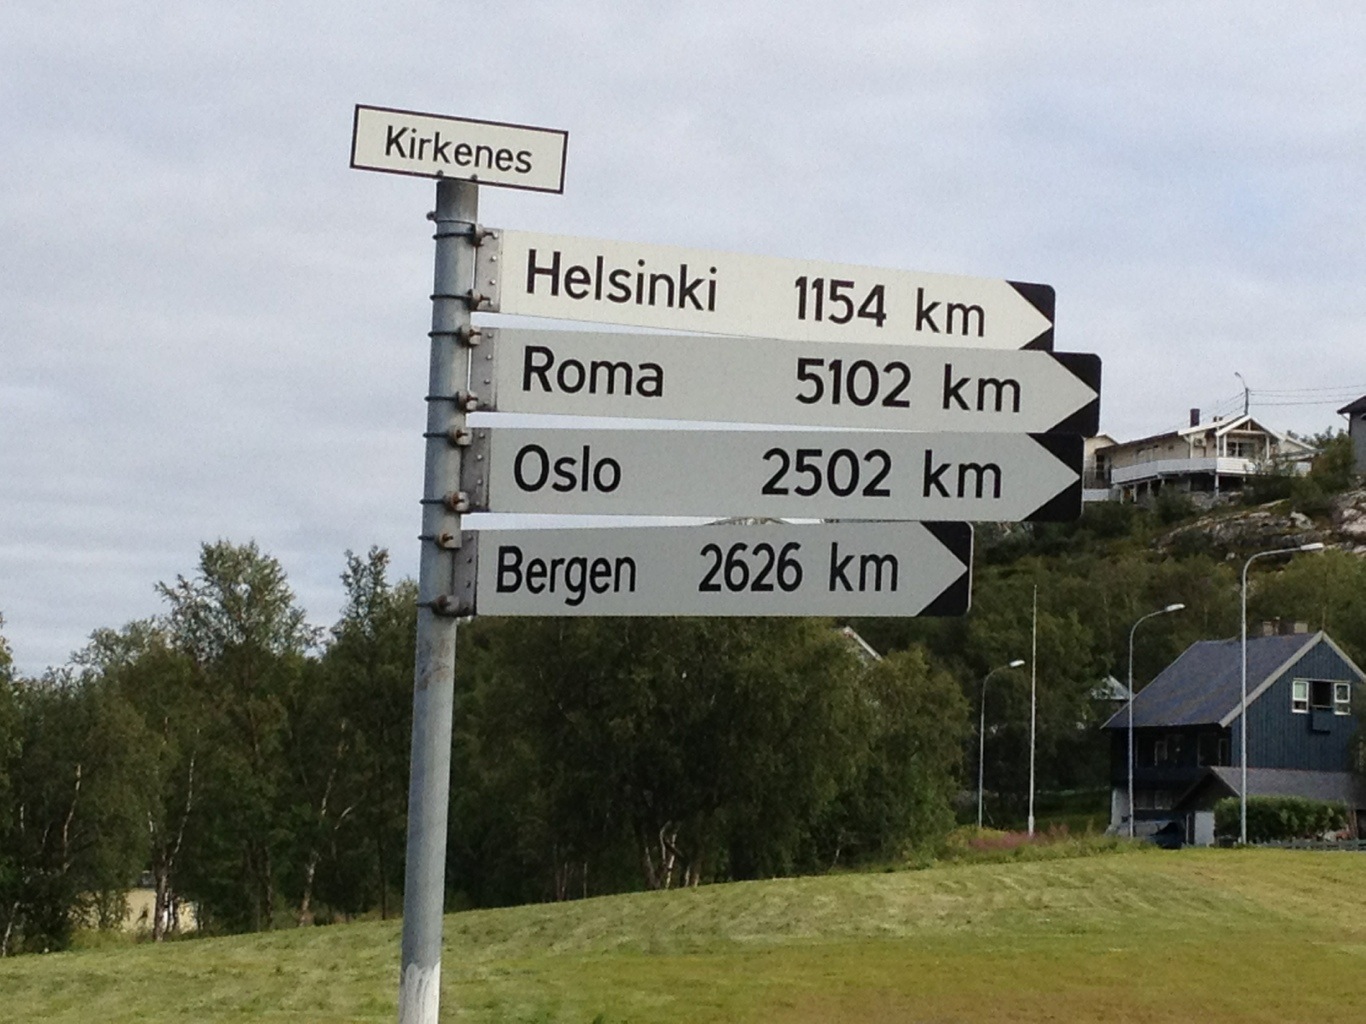 Kirkenes
Helsinki 1154 km
Roma 5102 km
Oslo 2502 km
Bergen 2626 km